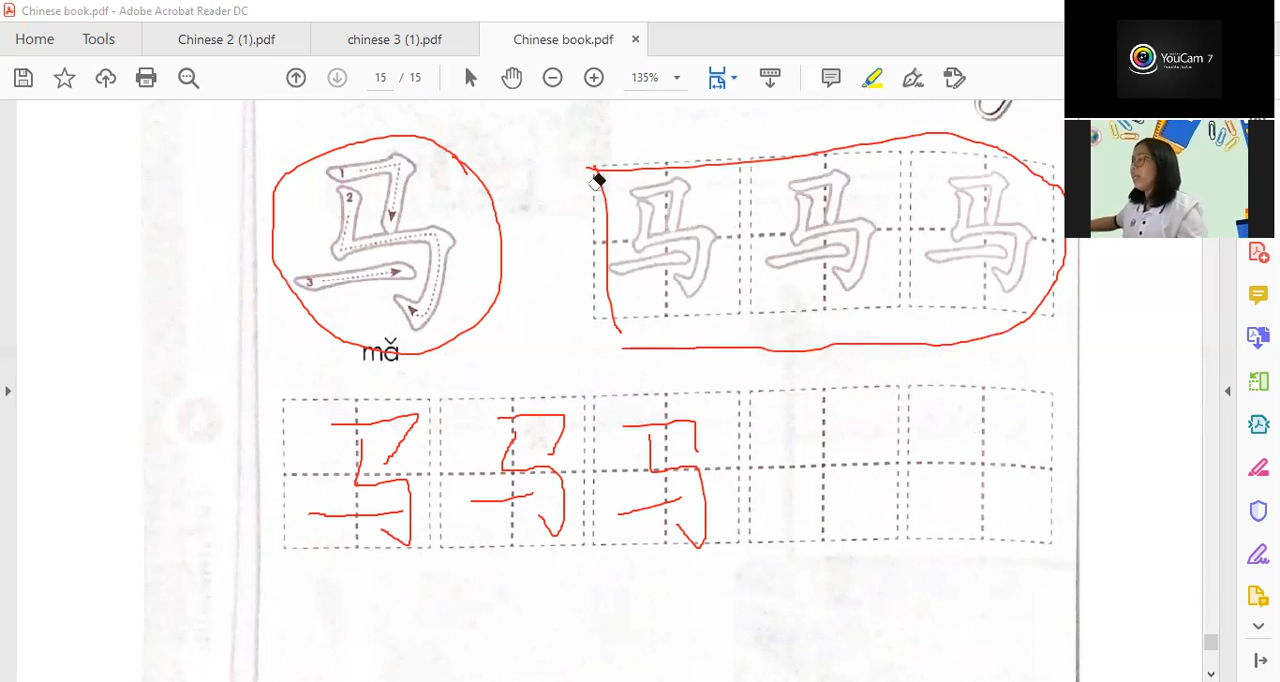 Chinese book.pdf - Adobe Acrobat Reader DC
Home Tools Chinese 2 (1).pdf chinese 3 (1).pdf Chinese book.pdf ×
15 / 15 135%
YouCam 7
1
2
3
马 马 马 马
mǎ
马 马 马